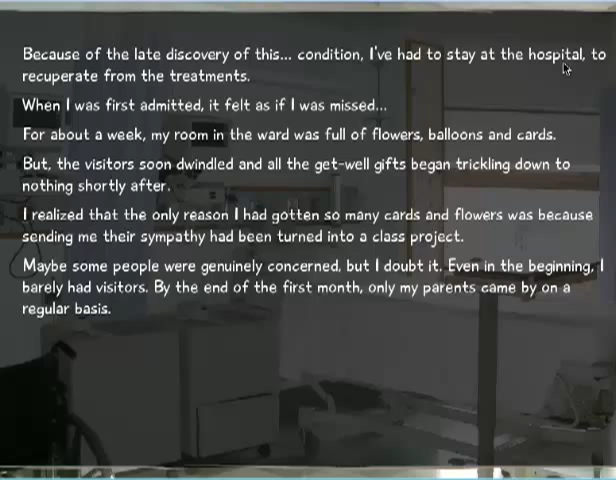 Because of the late discovery of this... condition, I've had to stay at the hospital, to
recuperate from the treatments.
When I was first admitted, it felt as if I was missed...
For about a week, my room in the ward was full of flowers, balloons and cards.
But, the visitors soon dwindled and all the get-well gifts began trickling down to
nothing shortly after.
I realized that the only reason I had gotten so many cards and flowers was because
sending me their sympathy had been turned into a class project.
Maybe some people were genuinely concerned, but I doubt it. Even in the beginning, I
barely had visitors. By the end of the first month, only my parents came by on a
regular basis.